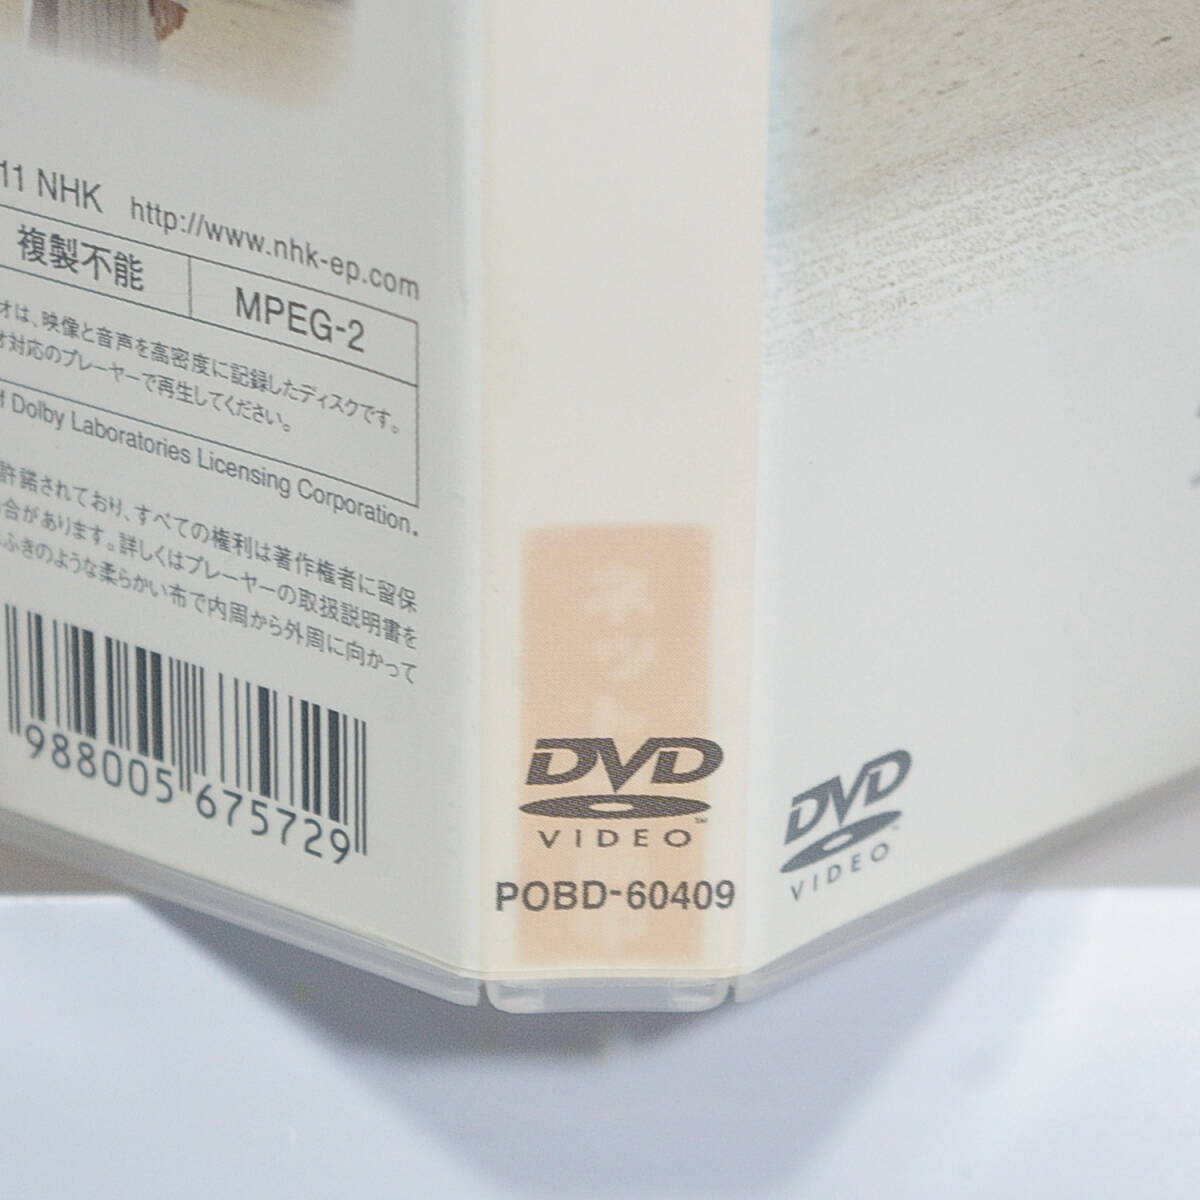 11 NHK http://www.nhk-ep.com
複製不能
MPEG-2
オは、映像と音声を高密度に記録したディスクです。
オ対応のプレーヤーで再生してください。
f Dolby Laboratories Licensing Corporation.
許諾されており、すべての権利は著作権者に留保
合があります。詳しくはプレーヤーの取扱説明書を
ふきのような柔らかい布で内周から外周に向かって
988005 675729
DVD
VIDEO™
POBD-60409
DVD
VIDEO™